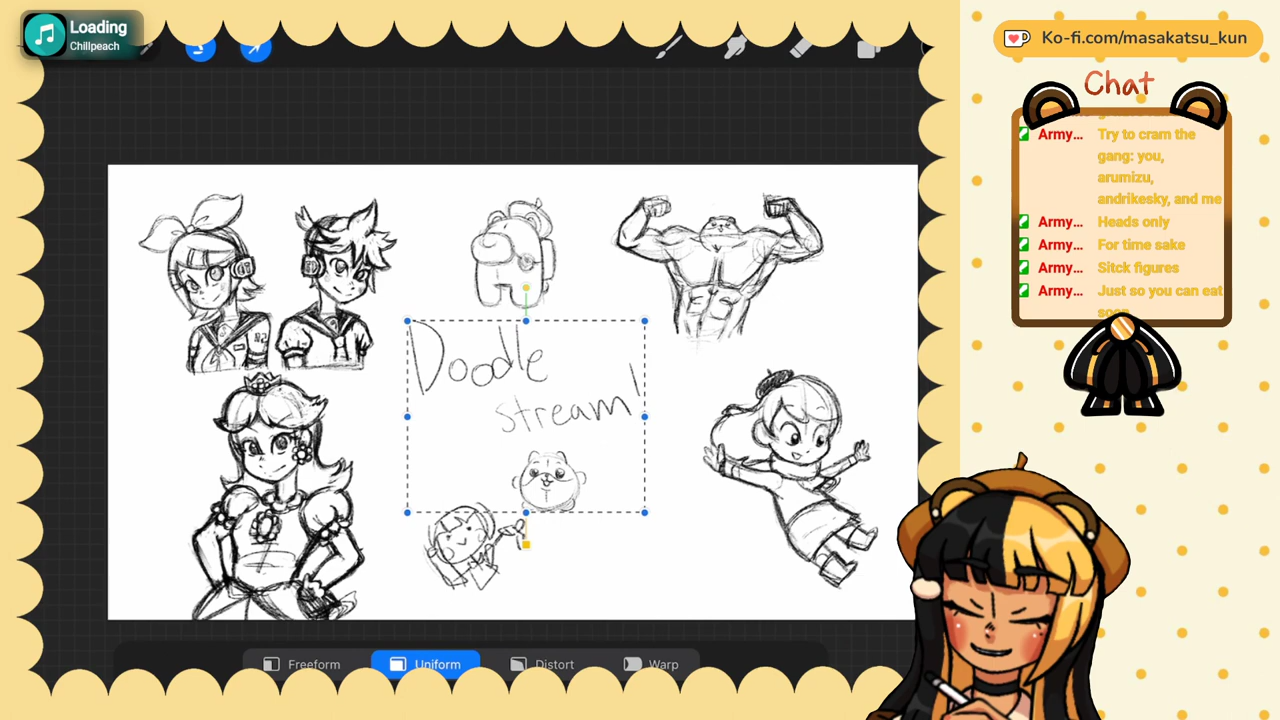 Loading
Chillpeach
Ko-fi.com/masakatsu_kun
Chat
Army... Try to cram the
gang: you,
arumizu,
andrikesky, and me
Army... Heads only
Army... For time sake
Army... Sitck figures
Army... Just so you can eat
soon
Doodle
stream!
Freeform Uniform Distort Warp